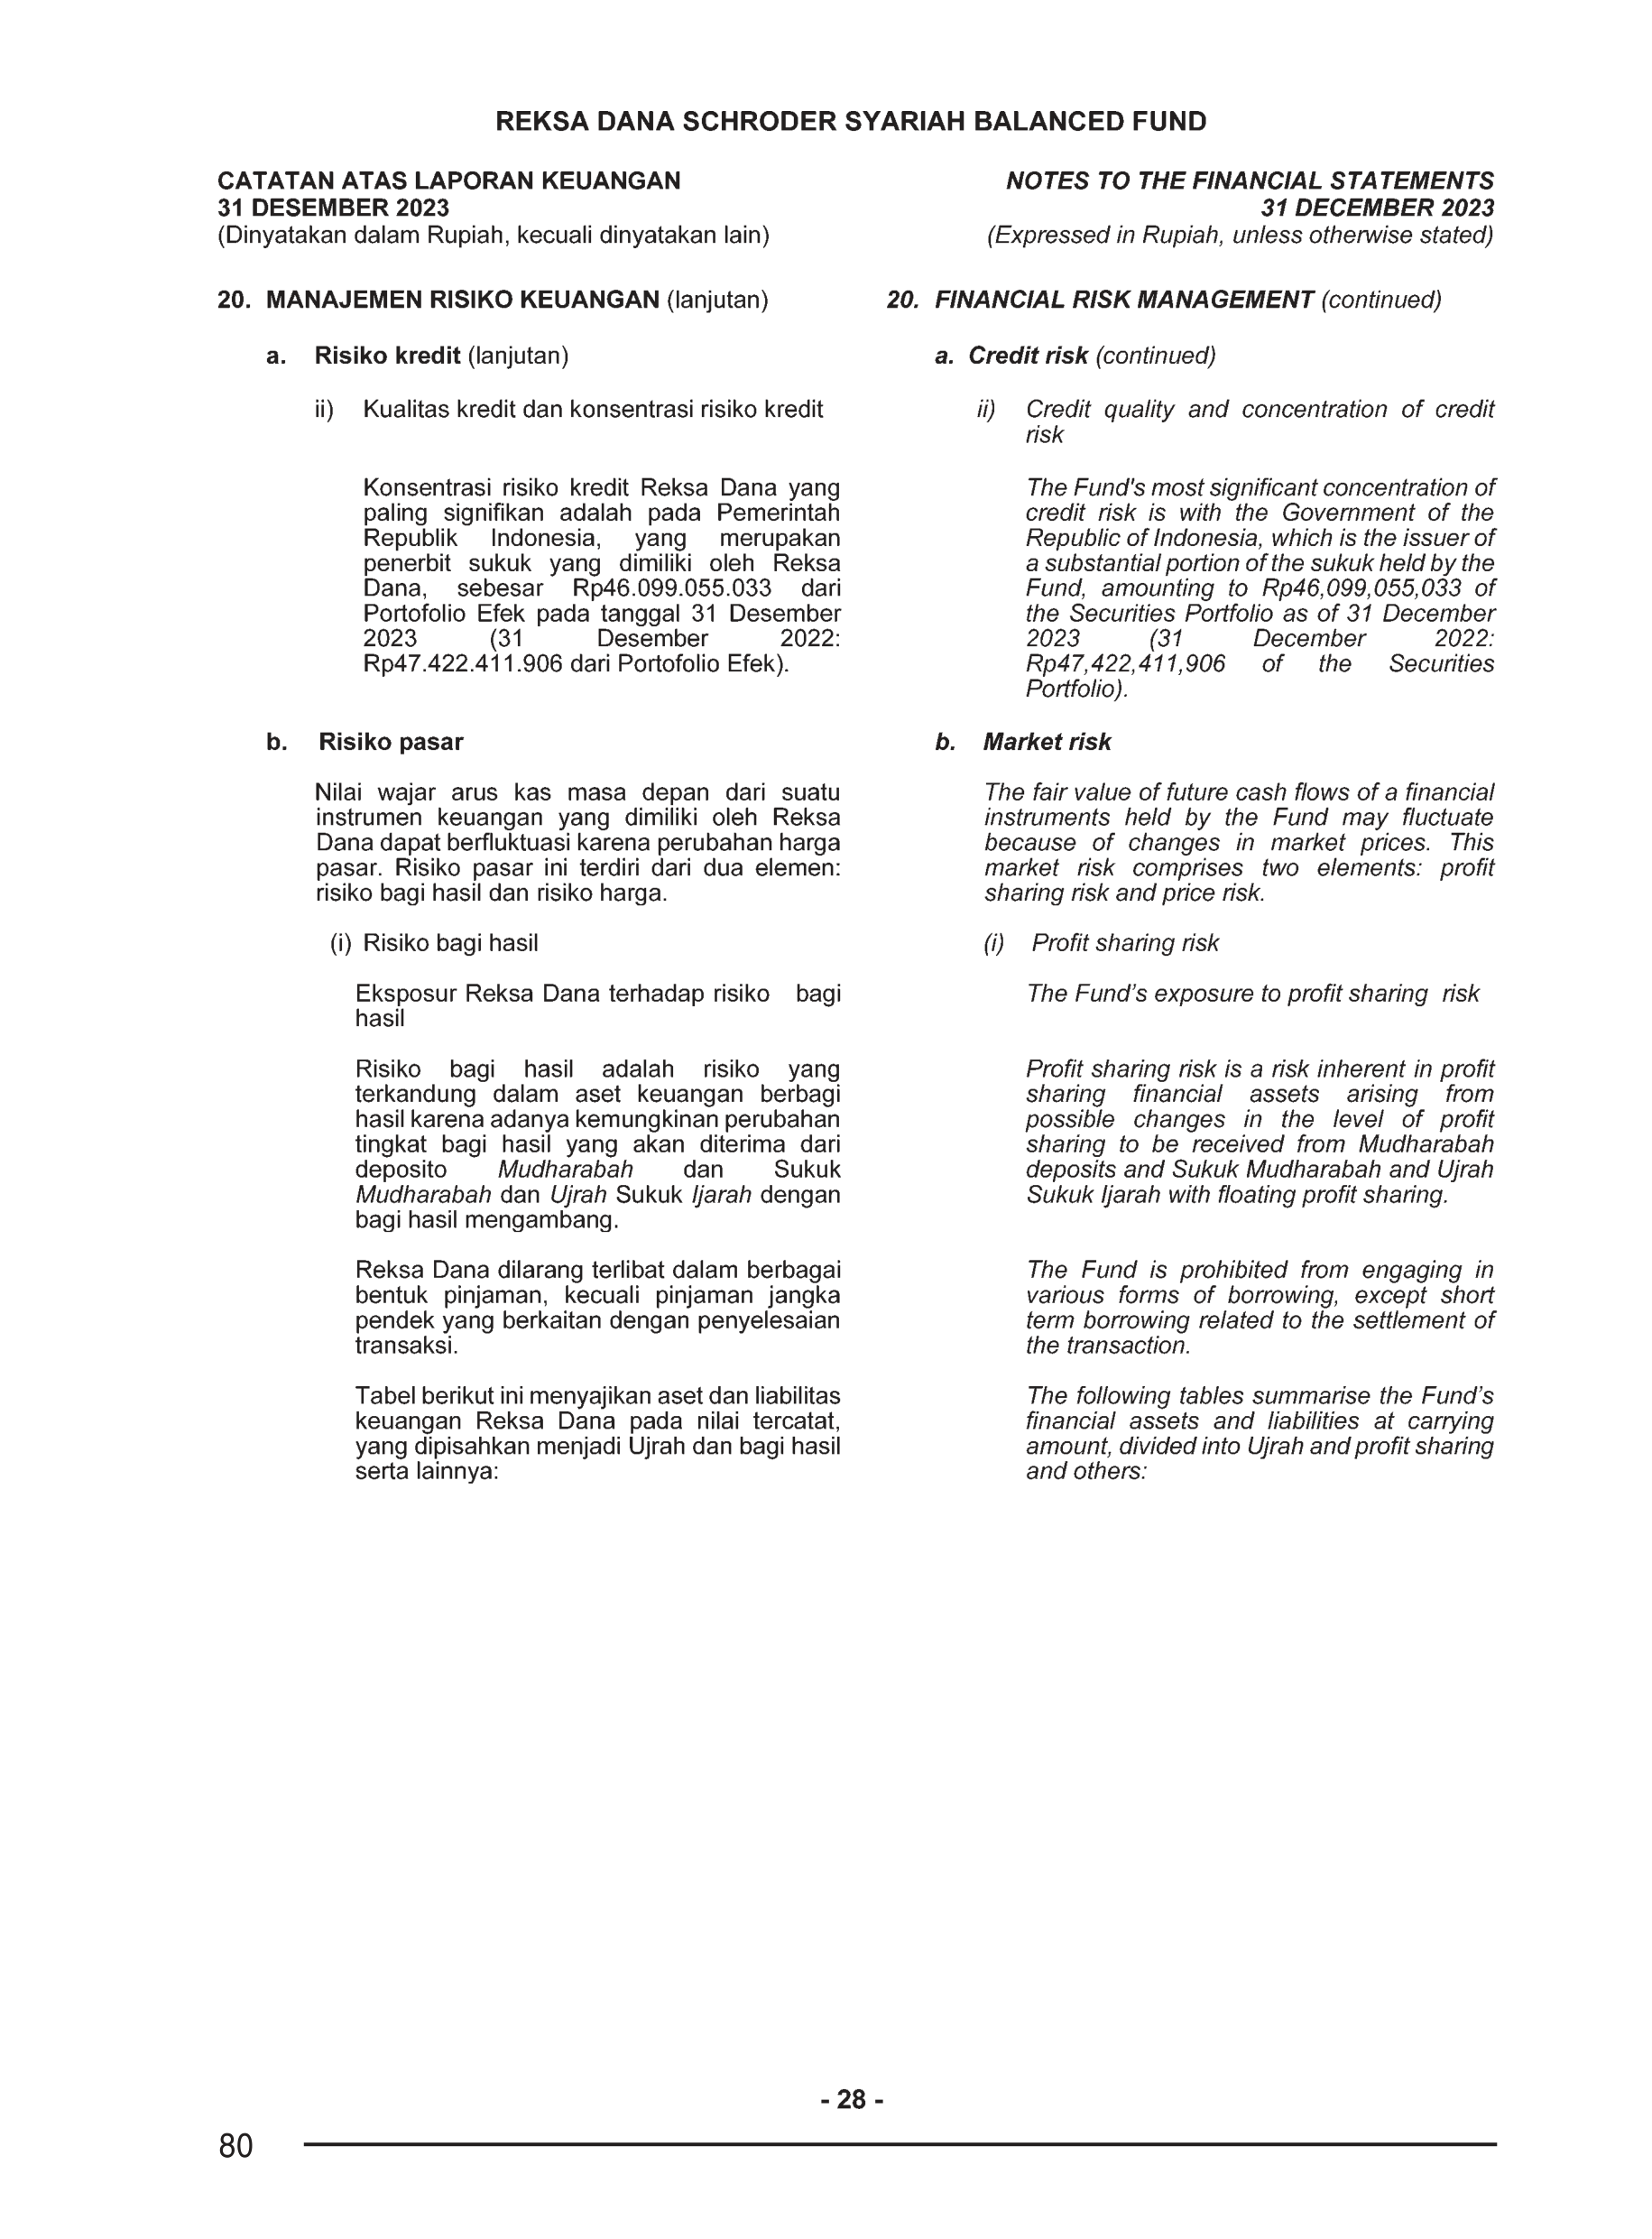 REKSA DANA SCHRODER SYARIAH BALANCED FUND
CATATAN ATAS LAPORAN KEUANGAN
31 DESEMBER 2023
(Dinyatakan dalam Rupiah, kecuali dinyatakan lain)
NOTES TO THE FINANCIAL STATEMENTS
31 DECEMBER 2023
(Expressed in Rupiah, unless otherwise stated)
20. MANAJEMEN RISIKO KEUANGAN (lanjutan)
a. Risiko kredit (lanjutan)
ii) Kualitas kredit dan konsentrasi risiko kredit
Konsentrasi risiko kredit Reksa Dana yang
paling signifikan adalah pada Pemerintah
Republik Indonesia, yang merupakan
penerbit sukuk yang dimiliki oleh Reksa
Dana, sebesar Rp46.099.055.033 dari
Portofolio Efek pada tanggal 31 Desember
2023 (31 Desember 2022:
Rp47.422.411.906 dari Portofolio Efek).
b. Risiko pasar
Nilai wajar arus kas masa depan dari suatu
instrumen keuangan yang dimiliki oleh Reksa
Dana dapat berfluktuasi karena perubahan harga
pasar. Risiko pasar ini terdiri dari dua elemen:
risiko bagi hasil dan risiko harga.
(i) Risiko bagi hasil
Eksposur Reksa Dana terhadap risiko bagi
hasil
Risiko bagi hasil adalah risiko yang
terkandung dalam aset keuangan berbagi
hasil karena adanya kemungkinan perubahan
tingkat bagi hasil yang akan diterima dari
deposito Mudharabah dan Sukuk
Mudharabah dan Ujrah Sukuk Ijarah dengan
bagi hasil mengambang.
Reksa Dana dilarang terlibat dalam berbagai
bentuk pinjaman, kecuali pinjaman jangka
pendek yang berkaitan dengan penyelesaian
transaksi.
Tabel berikut ini menyajikan aset dan liabilitas
keuangan Reksa Dana pada nilai tercatat,
yang dipisahkan menjadi Ujrah dan bagi hasil
serta lainnya:
20. FINANCIAL RISK MANAGEMENT (continued)
a. Credit risk (continued)
ii) Credit quality and concentration of credit
risk
The Fund's most significant concentration of
credit risk is with the Government of the
Republic of Indonesia, which is the issuer of
a substantial portion of the sukuk held by the
Fund, amounting to Rp46,099,055,033 of
the Securities Portfolio as of 31 December
2023 (31 December 2022:
Rp47,422,411,906 of the Securities
Portfolio).
b. Market risk
The fair value of future cash flows of a financial
instruments held by the Fund may fluctuate
because of changes in market prices. This
market risk comprises two elements: profit
sharing risk and price risk.
(i) Profit sharing risk
The Fund’s exposure to profit sharing risk
Profit sharing risk is a risk inherent in profit
sharing financial assets arising from
possible changes in the level of profit
sharing to be received from Mudharabah
deposits and Sukuk Mudharabah and Ujrah
Sukuk Ijarah with floating profit sharing.
The Fund is prohibited from engaging in
various forms of borrowing, except short
term borrowing related to the settlement of
the transaction.
The following tables summarise the Fund’s
financial assets and liabilities at carrying
amount, divided into Ujrah and profit sharing
and others:
- 28 -
80